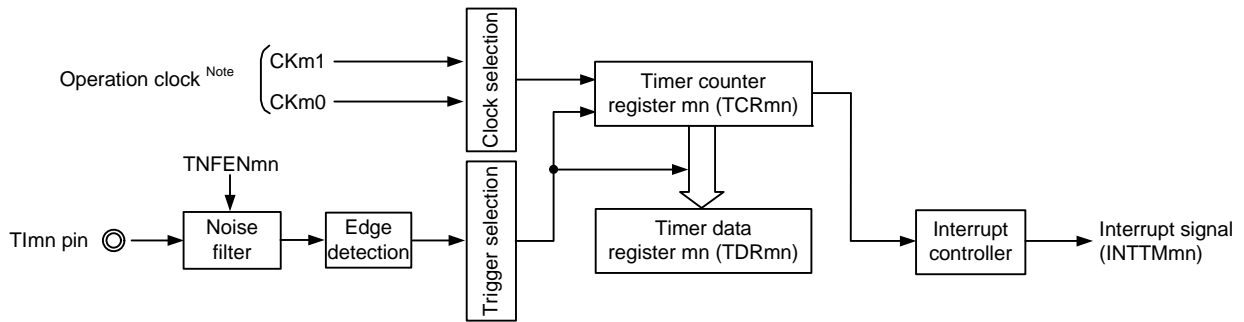 Operation clock Note
CKm1
CKm0
Clock selection
Timer counter
register mn (TCRmn)
TNFENmn
TImn pin
Noise
filter
Edge
detection
Trigger selection
Timer data
register mn (TDRmn)
Interrupt
controller
Interrupt signal
(INTTMmn)